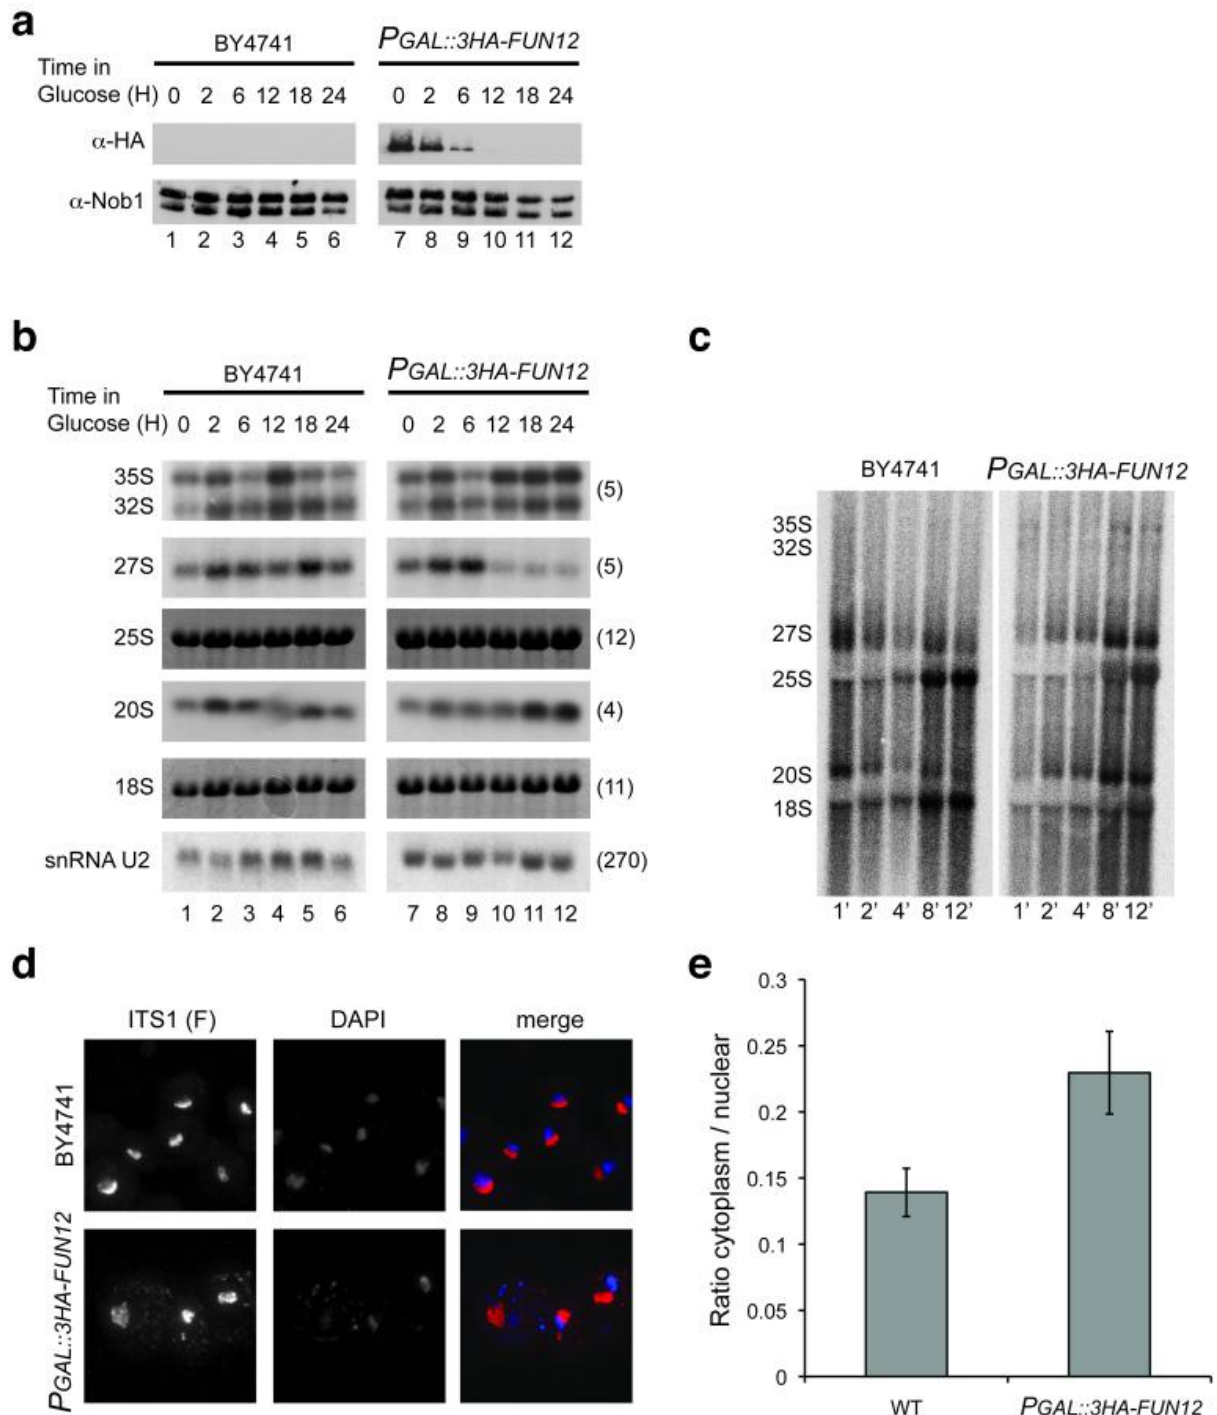 a
BY4741 PGAL::3HA-FUN12
Time in
Glucose (H) 0 2 6 12 18 24 0 2 6 12 18 24
α-HA
α-Nob1
1 2 3 4 5 6 7 8 9 10 11 12
b
BY4741 PGAL::3HA-FUN12
Time in
Glucose (H) 0 2 6 12 18 24 0 2 6 12 18 24
35S
32S (5)
27S (5)
25S (12)
20S (4)
18S (11)
snRNA U2 (270)
1 2 3 4 5 6 7 8 9 10 11 12
c
BY4741 PGAL::3HA-FUN12
35S
32S
27S
25S
20S
18S
1' 2' 4' 8' 12' 1' 2' 4' 8' 12'
d
ITS1 (F) DAPI merge
BY4741
PGAL::3HA-FUN12
e
Ratio cytoplasm / nuclear
0.3
0.25
0.2
0.15
0.1
0.05
0
WT PGAL::3HA-FUN12